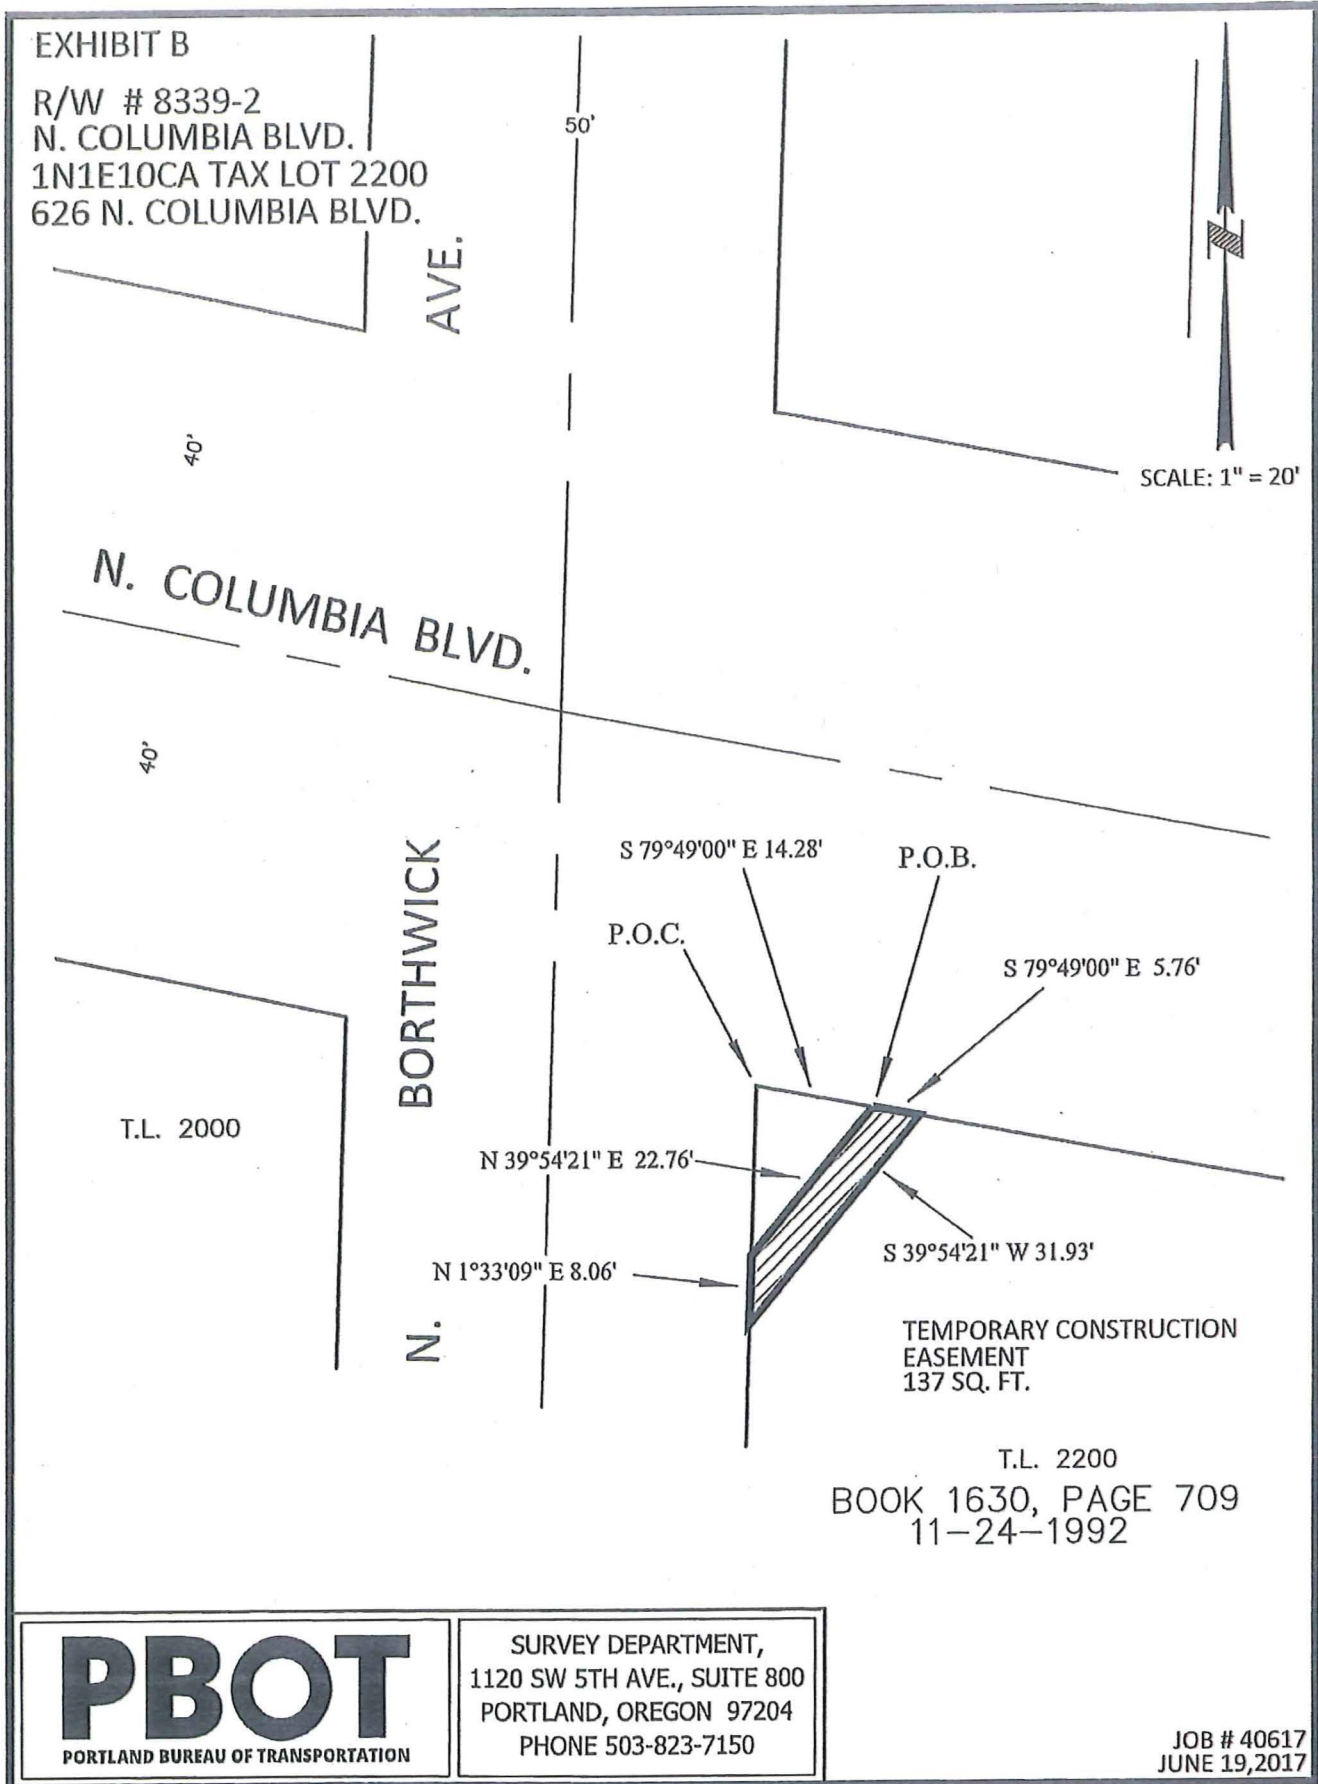 EXHIBIT B
R/W # 8339-2
N. COLUMBIA BLVD.
1N1E10CA TAX LOT 2200
626 N. COLUMBIA BLVD.
50'
AVE.
SCALE: 1" = 20'
40'
N. COLUMBIA BLVD.
40'
BORTHWICK
N.
S 79°49'00" E 14.28'
P.O.B.
P.O.C.
S 79°49'00" E 5.76'
T.L. 2000
N 39°54'21" E 22.76'
S 39°54'21" W 31.93'
N 1°33'09" E 8.06'
TEMPORARY CONSTRUCTION
EASEMENT
137 SQ. FT.
T.L. 2200
BOOK 1630, PAGE 709
11-24-1992
PBOT
PORTLAND BUREAU OF TRANSPORTATION
SURVEY DEPARTMENT,
1120 SW 5TH AVE., SUITE 800
PORTLAND, OREGON 97204
PHONE 503-823-7150
JOB # 40617
JUNE 19,2017